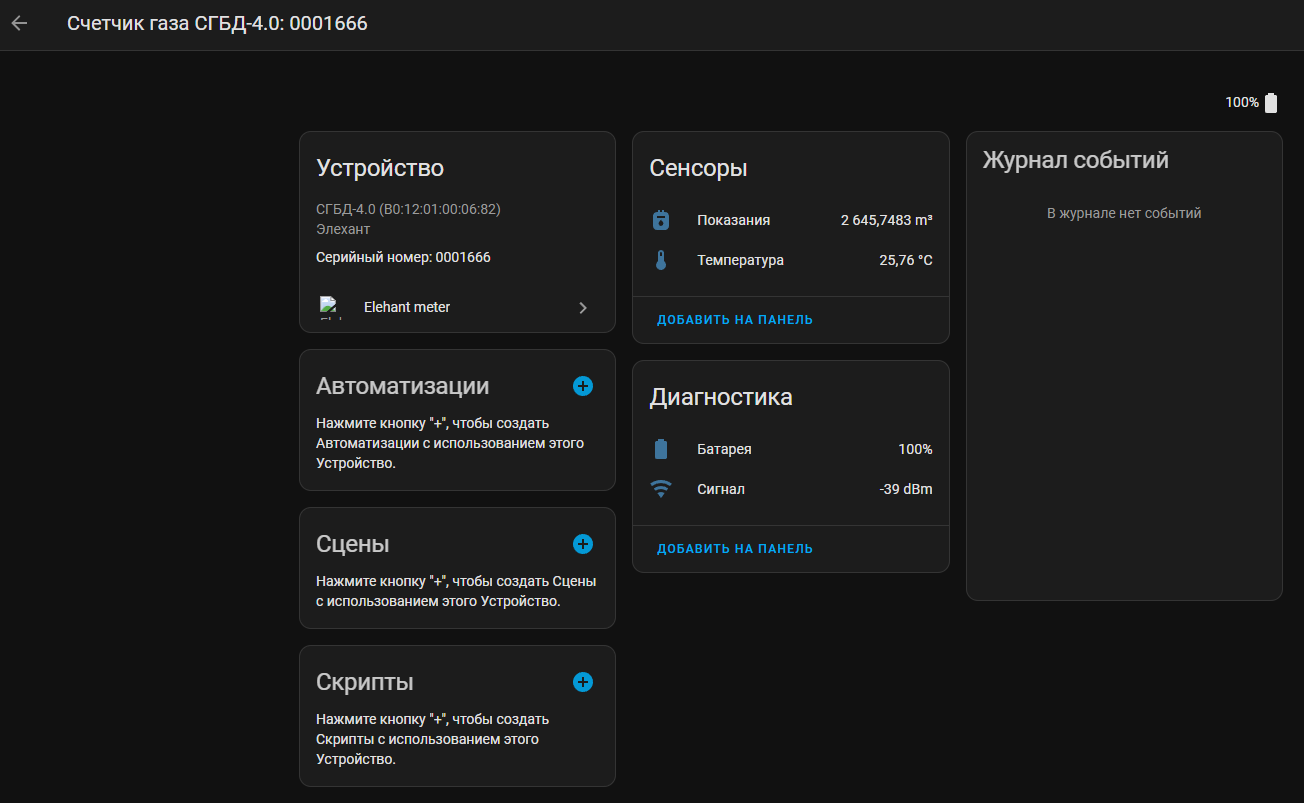 Счетчик газа СГБД-4.0: 0001666
100%
Устройство
СГБД-4.0 (B0:12:01:00:06:82)
Элехант
Серийный номер: 0001666
Elehant meter
Автоматизации
Нажмите кнопку "+", чтобы создать
Автоматизации с использованием этого
Устройство.
Сцены
Нажмите кнопку "+", чтобы создать Сцены
с использованием этого Устройство.
Скрипты
Нажмите кнопку "+", чтобы создать
Скрипты с использованием этого
Устройство.
Сенсоры
Показания 2 645,7483 m³
Температура 25,76 °C
ДОБАВИТЬ НА ПАНЕЛЬ
Диагностика
Батарея 100%
Сигнал -39 dBm
ДОБАВИТЬ НА ПАНЕЛЬ
Журнал событий
В журнале нет событий